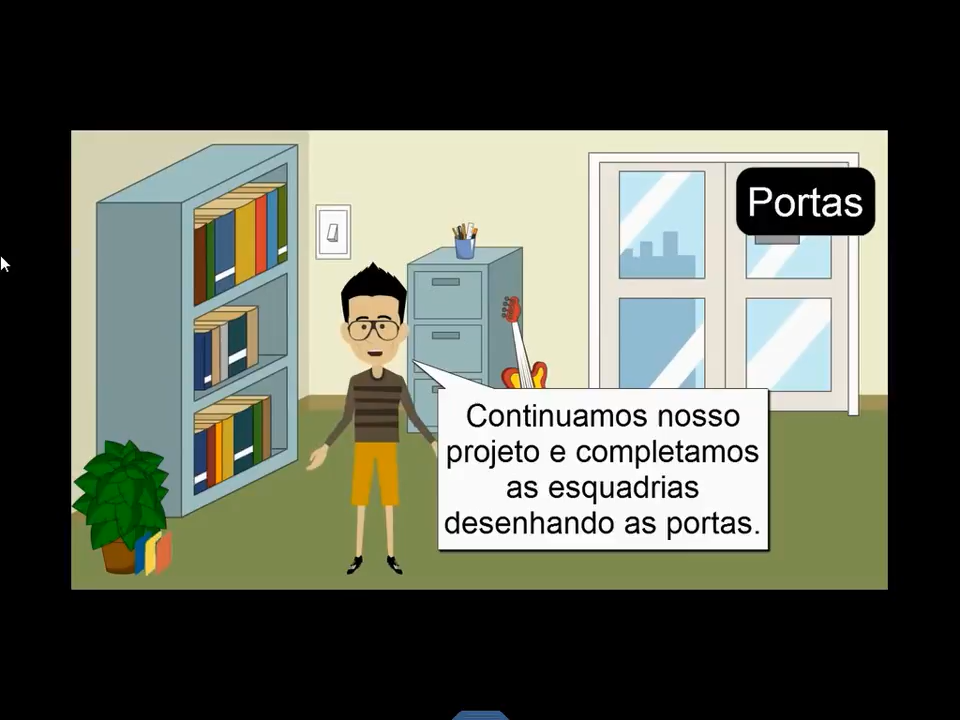 Portas
Continuamos nosso
projeto e completamos
as esquadrias
desenhando as portas.